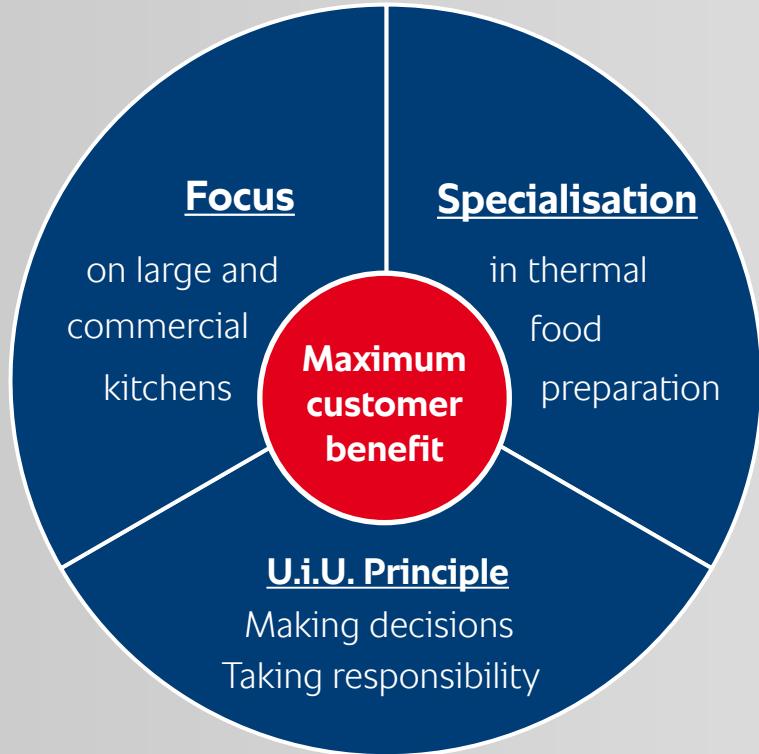 Focus
on large and
commercial
kitchens
Specialisation
in thermal
food
preparation
Maximum
customer
benefit
U.i.U. Principle
Making decisions
Taking responsibility